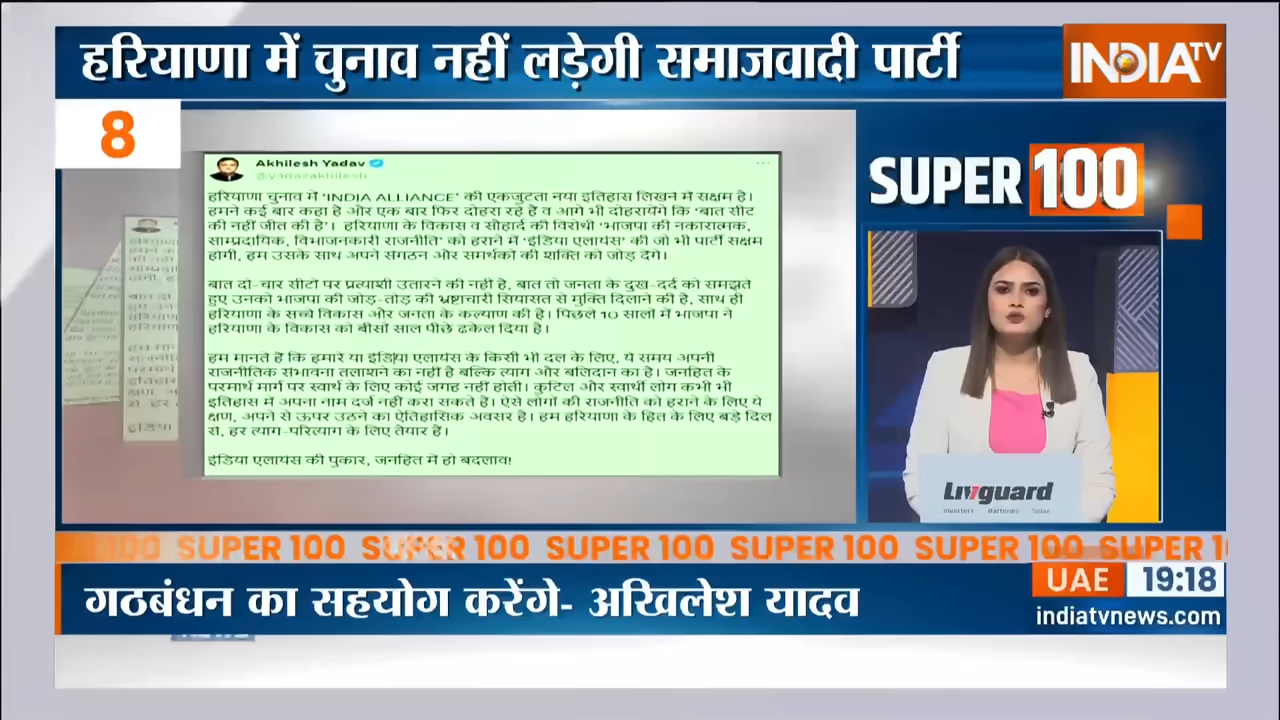 हरियाणा में चुनाव नहीं लड़ेगी समाजवादी पार्टी
INDIA TV
8
Akhilesh Yadav
@yadavakhilesh
हरियाणा चुनाव में 'INDIA ALLIANCE' की एकजुटता नया इतिहास लिखने में सक्षम है।
हमने कई बार कहा है और एक बार फिर दोहरा रहे हैं व आगे भी दोहरायेंगे कि 'बात सीट
की नहीं जीत की है'। हरियाणा के विकास व सौहार्द की विरोधी 'भाजपा की नकारात्मक,
साम्प्रदायिक, विभाजनकारी राजनीति' को हराने में 'इंडिया एलायंस' की जो भी पार्टी सक्षम
होगी, हम उसके साथ अपने संगठन और समर्थकों की शक्ति को जोड़ देंगे।
बात दो-चार सीटों पर प्रत्याशी उतारने की नहीं है, बात तो जनता के दुख-दर्द को समझते
हुए उनको भाजपा की जोड़-तोड़ की भ्रष्टाचारी सियासत से मुक्ति दिलाने की है, साथ ही
हरियाणा के सच्चे विकास और जनता के कल्याण की है। पिछले 10 सालों में भाजपा ने
हरियाणा के विकास को बीसों साल पीछे ढकेल दिया है।
हम मानते हैं कि हमारे या इंडिया एलायंस के किसी भी दल के लिए, ये समय अपनी
राजनीतिक संभावना तलाशने का नहीं है बल्कि त्याग और बलिदान का है। जनहित के
परमार्थ मार्ग पर स्वार्थ के लिए कोई जगह नहीं होती। कुटिल और स्वार्थी लोग कभी भी
इतिहास में अपना नाम दर्ज नहीं करा सकते हैं। ऐसे लोगों की राजनीति को हराने के लिए ये
क्षण, अपने से ऊपर उठने का ऐतिहासिक अवसर है। हम हरियाणा के हित के लिए बड़े दिल
से, हर त्याग-परित्याग के लिए तैयार हैं।
इंडिया एलायंस की पुकार, जनहित में हो बदलाव!
SUPER 100
Livguard
Inverters Batteries Solar
100 SUPER 100 SUPER 100 SUPER 100 SUPER 100 SUPER 100 SUPER 1
गठबंधन का सहयोग करेंगे- अखिलेश यादव
UAE 19:18
indiatvnews.com